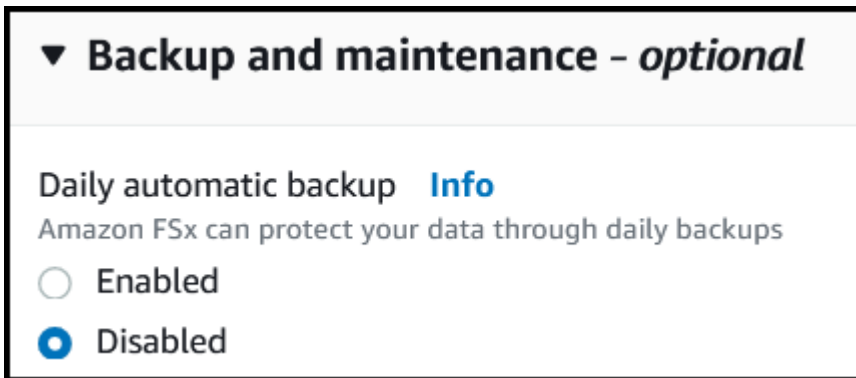 Backup and maintenance - optional
Daily automatic backup Info
Amazon FSx can protect your data through daily backups
Enabled
Disabled